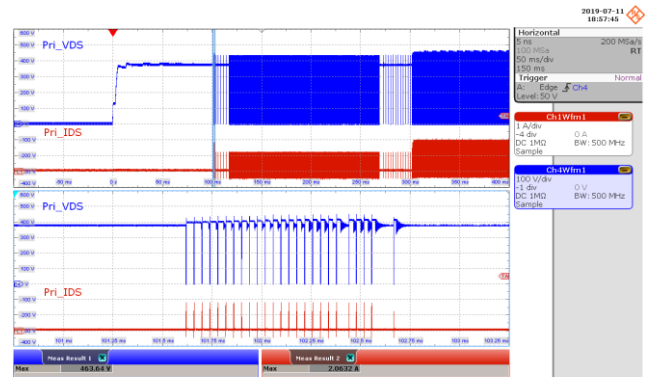 2019-07-11
18:57:45
Horizontal
5 ns 200 MSa/s
100 MSa RT
50 ms/div
150 ms
Trigger Normal
A: Edge Ch4
Level: 50 V
Ch1Wfm1
1 A/div
-4 div 0 A
DC 1MΩ BW: 500 MHz
Sample
Ch4Wfm1
100 V/div
-1 div 0 V
DC 1MΩ BW: 500 MHz
Sample
Pri_VDS
400 V
300 V
200 V
100 V
Pri_IDS
-100 V
-200 V
-400 V
-50 ms 0 s 50 ms 100 ms 150 ms 200 ms 250 ms 300 ms 350 ms 400 ms
Pri_VDS
400 V
300 V
200 V
100 V
Pri_IDS
-100 V
-200 V
-400 V
101 ms 101.25 ms 101.5 ms 101.75 ms 102 ms 102.25 ms 102.5 ms 102.75 ms 103 ms 103.25 ms
Meas Result 1 Meas Result 2
Max 463.64 V Max 2.0632 A